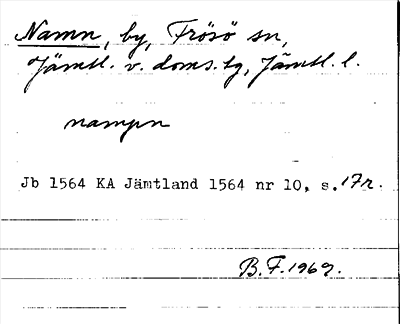 Namn, by, Frösö sn,
Jämtl. v. doms.tg, Jämtl. l.
nampn
Jb 1564 KA Jämtland 1564 nr 10, s. 17r.
B.F. 1969.